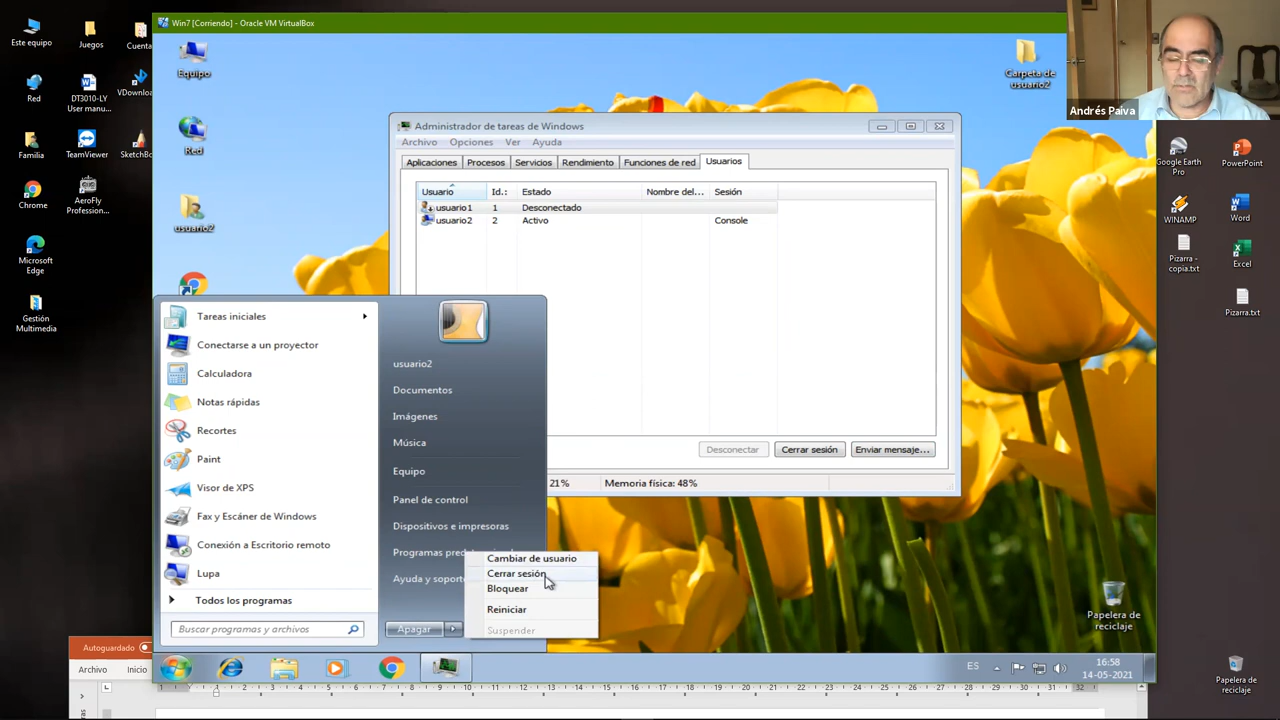 Win7 [Corriendo] - Oracle VM VirtualBox
Este equipo
Juegos
Cuenta
Red
DT3010-LY
User manu...
VDownloa
Familia
TeamViewer
SketchBo
Chrome
AeroFly
Profession...
Microsoft
Edge
Gestión
Multimedia
Equipo
Red
usuario2
Carpeta de
usuario2
Andrés Paiva
Google Earth
Pro
PowerPoint
WINAMP
Word
Pizarra -
copia.txt
Excel
Pizarra.txt
Administrador de tareas de Windows
Archivo Opciones Ver Ayuda
Aplicaciones Procesos Servicios Rendimiento Funciones de red Usuarios
Usuario Id.: Estado Nombre del... Sesión
usuario1 1 Desconectado
usuario2 2 Activo Console
Desconectar Cerrar sesión Enviar mensaje...
21% Memoria física: 48%
Tareas iniciales
Conectarse a un proyector
Calculadora
Notas rápidas
Recortes
Paint
Visor de XPS
Fax y Escáner de Windows
Conexión a Escritorio remoto
Lupa
Todos los programas
Buscar programas y archivos
usuario2
Documentos
Imágenes
Música
Equipo
Panel de control
Dispositivos e impresoras
Programas pred
Ayuda y soporte
Apagar
Cambiar de usuario
Cerrar sesión
Bloquear
Reiniciar
Suspender
Papelera de
reciclaje
ES
16:58
14-05-2021
Autoguardado
Archivo Inicio
Papelera de
reciclaje